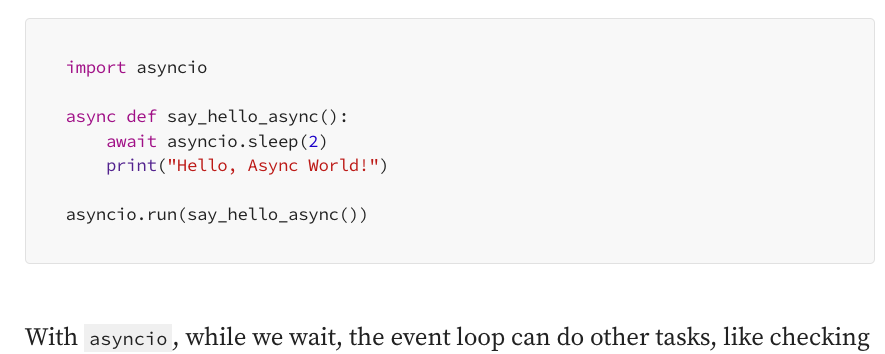 import asyncio
async def say_hello_async():
    await asyncio.sleep(2)
    print("Hello, Async World!")
asyncio.run(say_hello_async())
With asyncio, while we wait, the event loop can do other tasks, like checking